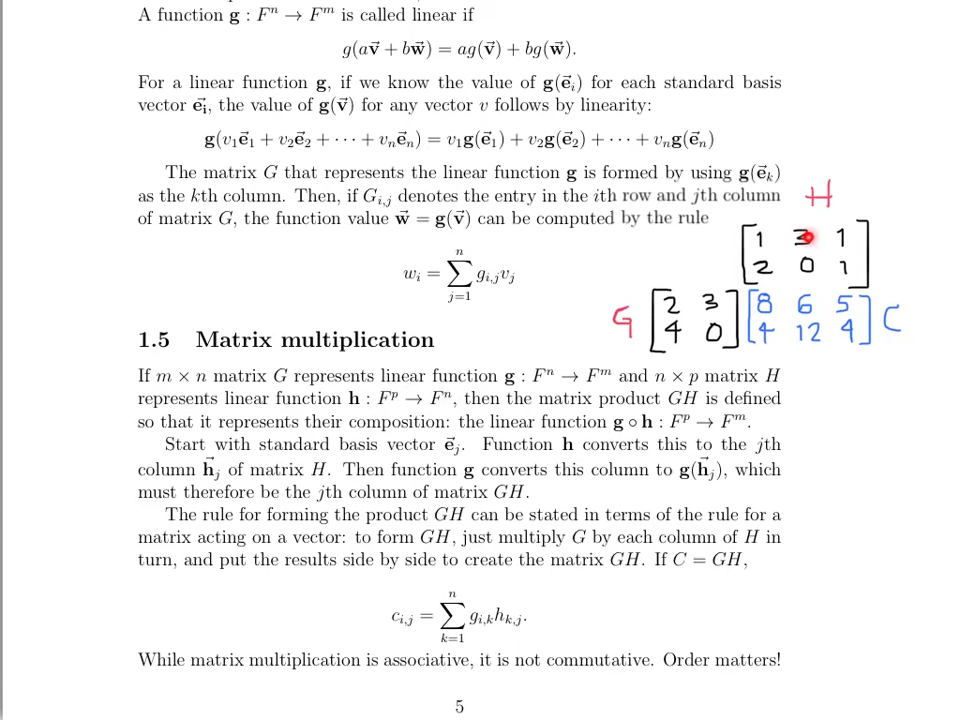 A function g : Fⁿ → Fᵐ is called linear if
g(av⃗ + bw⃗) = ag(v⃗) + bg(w⃗).
For a linear function g, if we know the value of g(e⃗ᵢ) for each standard basis
vector e⃗ᵢ, the value of g(v⃗) for any vector v follows by linearity:
g(v₁e⃗₁ + v₂e⃗₂ + · · · + vₙe⃗ₙ) = v₁g(e⃗₁) + v₂g(e⃗₂) + · · · + vₙg(e⃗ₙ)
The matrix G that represents the linear function g is formed by using g(e⃗ₖ)
as the kth column. Then, if Gᵢ,ⱼ denotes the entry in the ith row and jth column
of matrix G, the function value w⃗ = g(v⃗) can be computed by the rule
H
[1 3 1
2 0 1]
wᵢ = ∑ⱼ₌₁ⁿ gᵢ,ⱼvⱼ
G [2 3
4 0] [8 6 5
4 12 4] C
1.5 Matrix multiplication
If m × n matrix G represents linear function g : Fⁿ → Fᵐ and n × p matrix H
represents linear function h : Fᵖ → Fⁿ, then the matrix product GH is defined
so that it represents their composition: the linear function g ∘ h : Fᵖ → Fᵐ.
Start with standard basis vector e⃗ⱼ. Function h converts this to the jth
column h⃗ⱼ of matrix H. Then function g converts this column to g(h⃗ⱼ), which
must therefore be the jth column of matrix GH.
The rule for forming the product GH can be stated in terms of the rule for a
matrix acting on a vector: to form GH, just multiply G by each column of H in
turn, and put the results side by side to create the matrix GH. If C = GH,
cᵢ,ⱼ = ∑ₖ₌₁ⁿ gᵢ,ₖhₖ,ⱼ.
While matrix multiplication is associative, it is not commutative. Order matters!
5